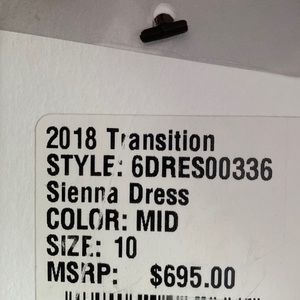 2018 Transition
STYLE: 6DRES00336
Sienna Dress
COLOR: MID
SIZE: 10
MSRP: $695.00